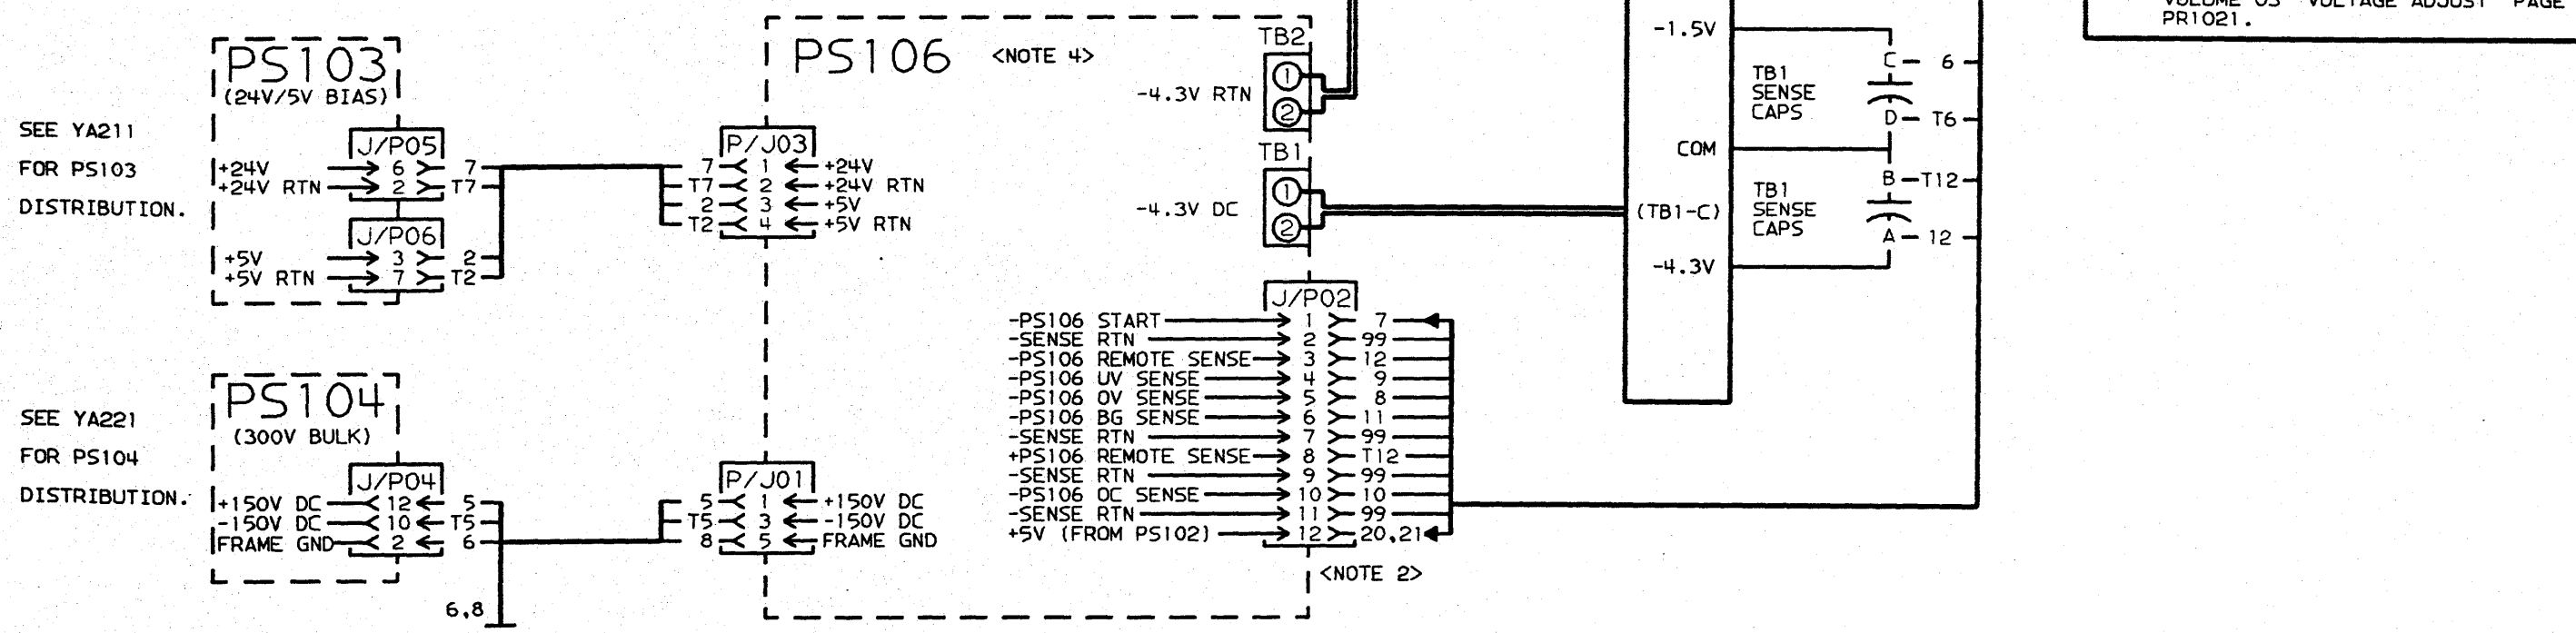 VOLUME 03 VOLTAGE ADJUST PAGE
PR1021.
PS103
(24V/5V BIAS)
SEE YA211
FOR PS103
DISTRIBUTION.
J/P05
+24V 6 7
+24V RTN 2 T7
J/P06
+5V 3 2
+5V RTN 7 T2
PS104
(300V BULK)
SEE YA221
FOR PS104
DISTRIBUTION.
J/P04
+150V DC 12 5
-150V DC 10 T5
FRAME GND 2 6
6,8
PS106 <NOTE 4>
P/J03
7 1 +24V
T7 2 +24V RTN
2 3 +5V
T2 4 +5V RTN
P/J01
5 1 +150V DC
T5 3 -150V DC
8 5 FRAME GND
TB2
1
-4.3V RTN
2
TB1
1
-4.3V DC
2
J/P02
-PS106 START 1 7
-SENSE RTN 2 99
-PS106 REMOTE SENSE 3 12
-PS106 UV SENSE 4 9
-PS106 OV SENSE 5 8
-PS106 BG SENSE 6 11
-SENSE RTN 7 99
+PS106 REMOTE SENSE 8 T12
-SENSE RTN 9 99
-PS106 OC SENSE 10 10
-SENSE RTN 11 99
+5V (FROM PS102) 12 20,21
<NOTE 2>
-1.5V
COM
(TB1-C)
-4.3V
TB1
SENSE
CAPS
C 6
D T6
TB1
SENSE
CAPS
B T12
A 12